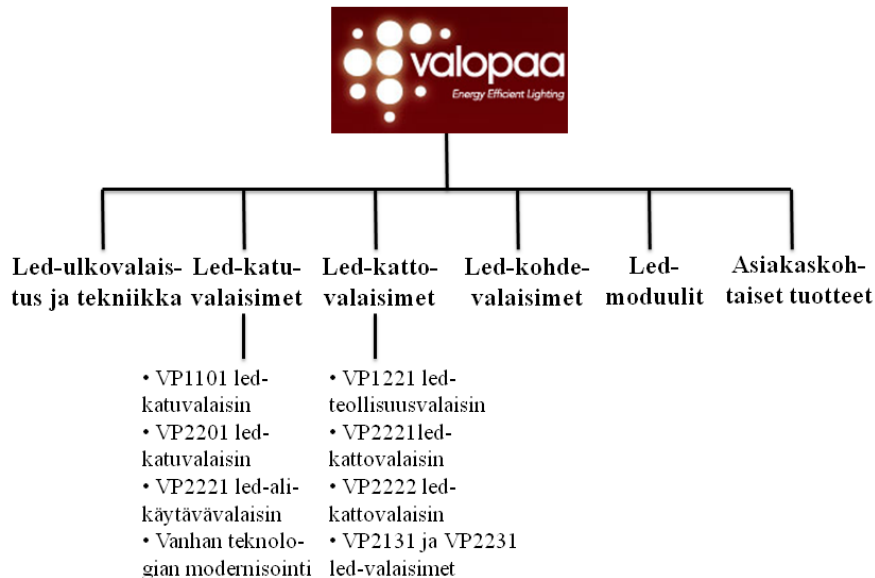 valopaa
Energy Efficient Lighting
Led-ulkovalais-
tus ja tekniikka
Led-katu-
valaisimet
Led-katto-
valaisimet
Led-kohde-
valaisimet
Led-
moduulit
Asiakaskoh-
taiset tuotteet
• VP1101 led-
katuvalaisin
• VP2201 led-
katuvalaisin
• VP2221 led-ali-
käytävävalaisin
• Vanhan teknolo-
gian modernisointi
• VP1221 led-
teollisuusvalaisin
• VP2221led-
kattovalaisin
• VP2222 led-
kattovalaisin
• VP2131 ja VP2231
led-valaisimet